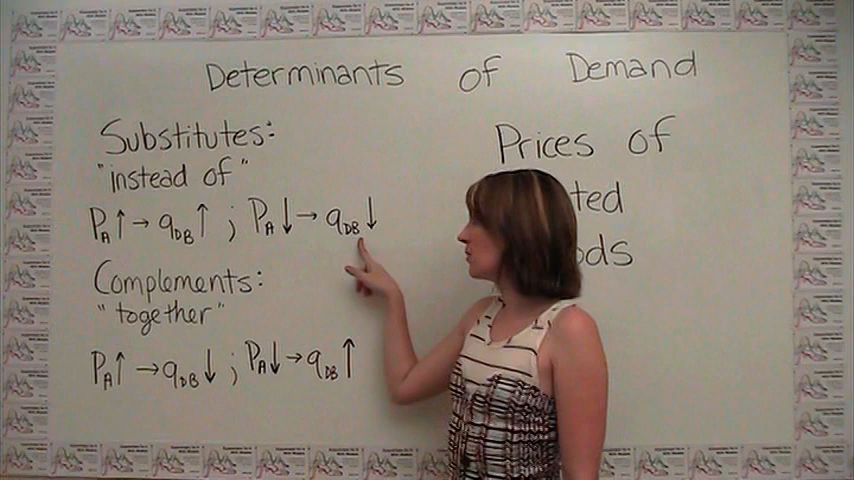 Determinants of Demand
Substitutes:
"instead of"
P_A ↑ → q_DB ↑ ; P_A ↓ → q_DB ↓
Complements:
"together"
P_A ↑ → q_DB ↓ ; P_A ↓ → q_DB ↑
Prices of
ted
ods